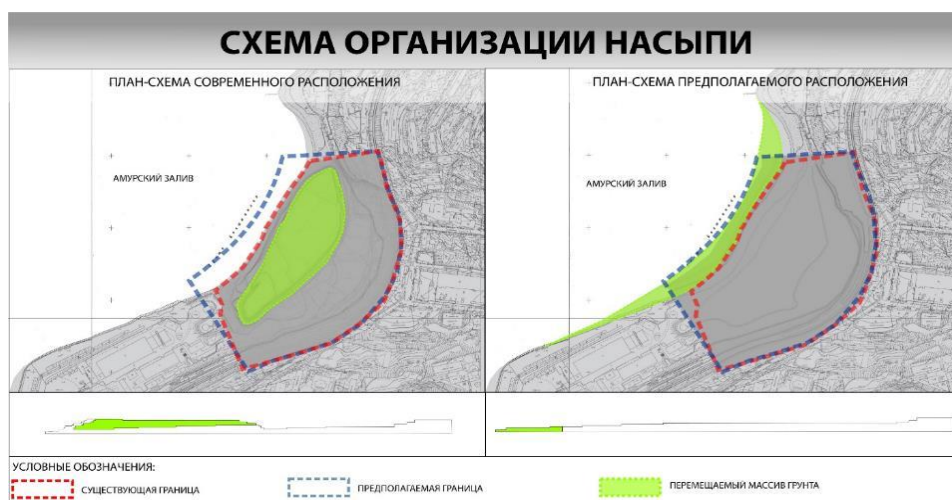 СХЕМА ОРГАНИЗАЦИИ НАСЫПИ
ПЛАН-СХЕМА СОВРЕМЕННОГО РАСПОЛОЖЕНИЯ
ПЛАН-СХЕМА ПРЕДПОЛАГАЕМОГО РАСПОЛОЖЕНИЯ
АМУРСКИЙ ЗАЛИВ
АМУРСКИЙ ЗАЛИВ
УСЛОВНЫЕ ОБОЗНАЧЕНИЯ:
СУЩЕСТВУЮЩАЯ ГРАНИЦА
ПРЕДПОЛАГАЕМАЯ ГРАНИЦА
ПЕРЕМЕЩАЕМЫЙ МАССИВ ГРУНТА